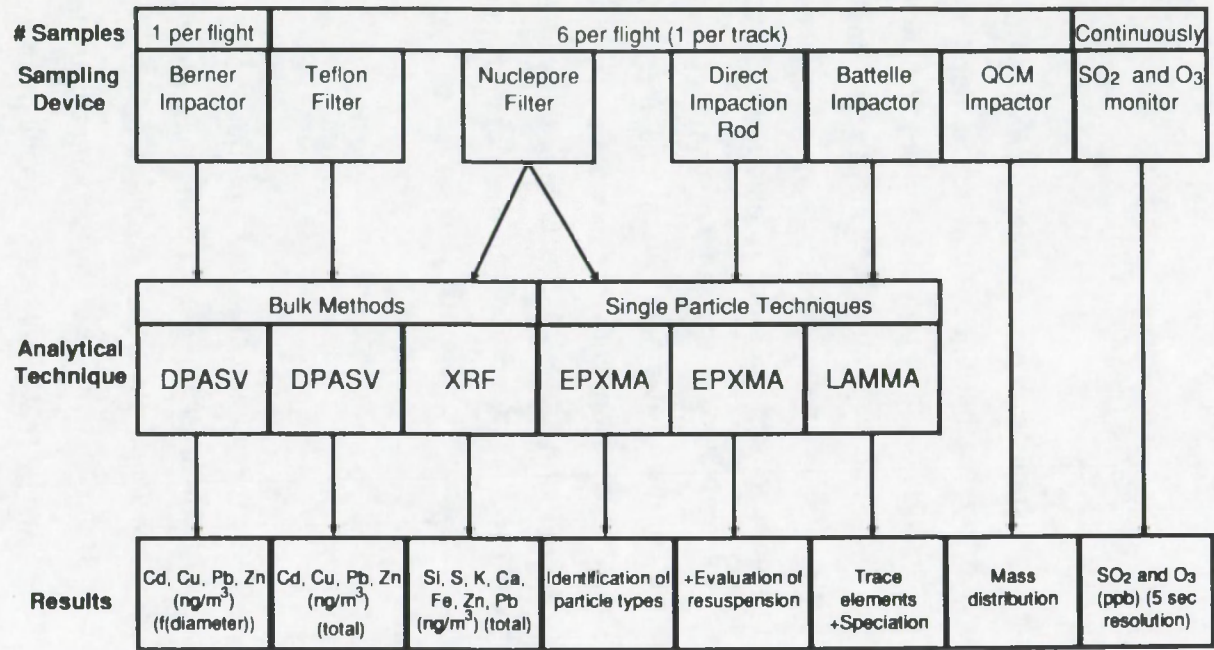 # Samples
1 per flight
6 per flight (1 per track)
Continuously
Sampling
Device
Berner
Impactor
Teflon
Filter
Nuclepore
Filter
Direct
Impaction
Rod
Battelle
Impactor
QCM
Impactor
SO₂ and O₃
monitor
Bulk Methods
Single Particle Techniques
Analytical
Technique
DPASV
DPASV
XRF
EPXMA
EPXMA
LAMMA
Results
Cd, Cu, Pb, Zn
(ng/m³)
(f(diameter))
Cd, Cu, Pb, Zn
(ng/m³)
(total)
Si, S, K, Ca,
Fe, Zn, Pb
(ng/m³) (total)
Identification of
particle types
+Evaluation of
resuspension
Trace
elements
+Speciation
Mass
distribution
SO₂ and O₃
(ppb) (5 sec
resolution)